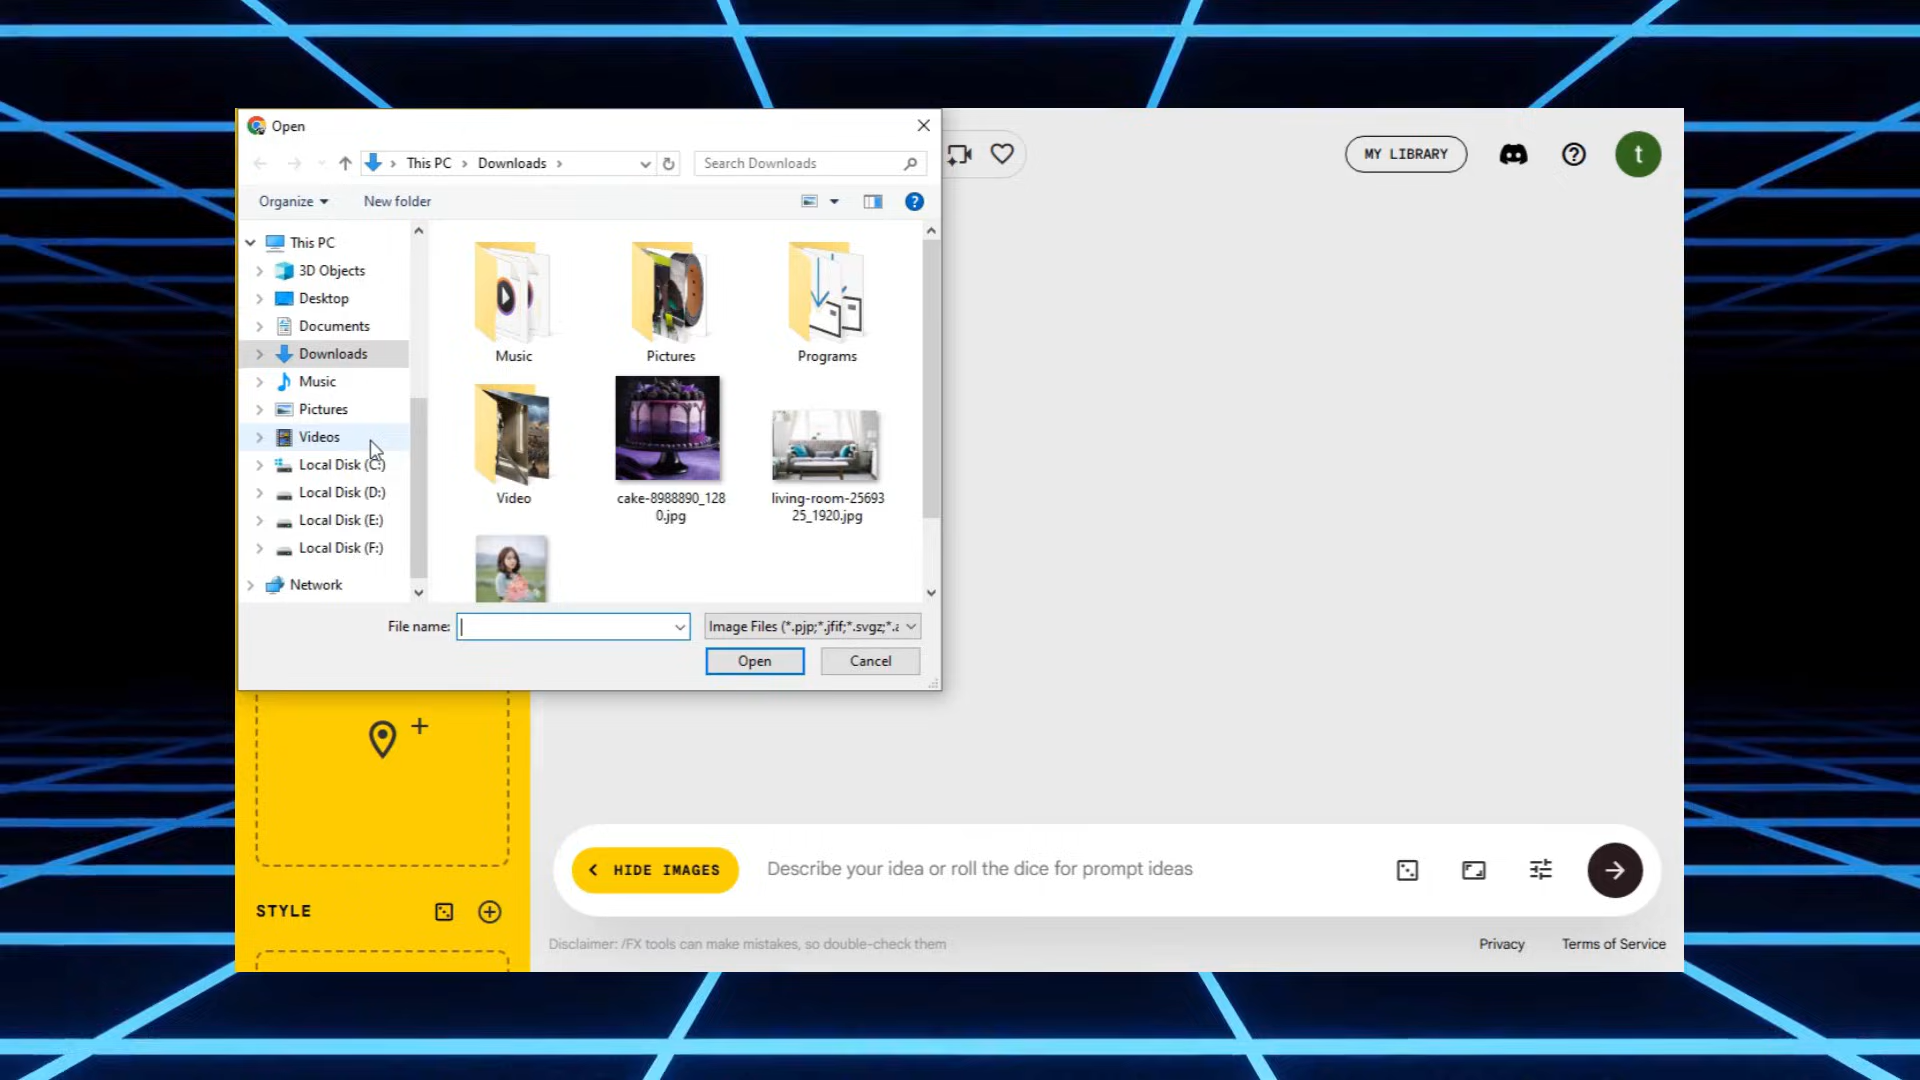 Open
This PC
Downloads
Search Downloads
MY LIBRARY
t
Organize
New folder
?
This PC
3D Objects
Desktop
Documents
Downloads
Music
Pictures
Videos
Local Disk (C:)
Local Disk (D:)
Local Disk (E:)
Local Disk (F:)
Network
Music
Pictures
Programs
Video
cake-8988890_128
0.jpg
living-room-25693
25_1920.jpg
File name:
Image Files (*.pjp;*.jfif;*.svgz;*.a
Open
Cancel
HIDE IMAGES
Describe your idea or roll the dice for prompt ideas
STYLE
Disclaimer: /FX tools can make mistakes, so double-check them
Privacy
Terms of Service